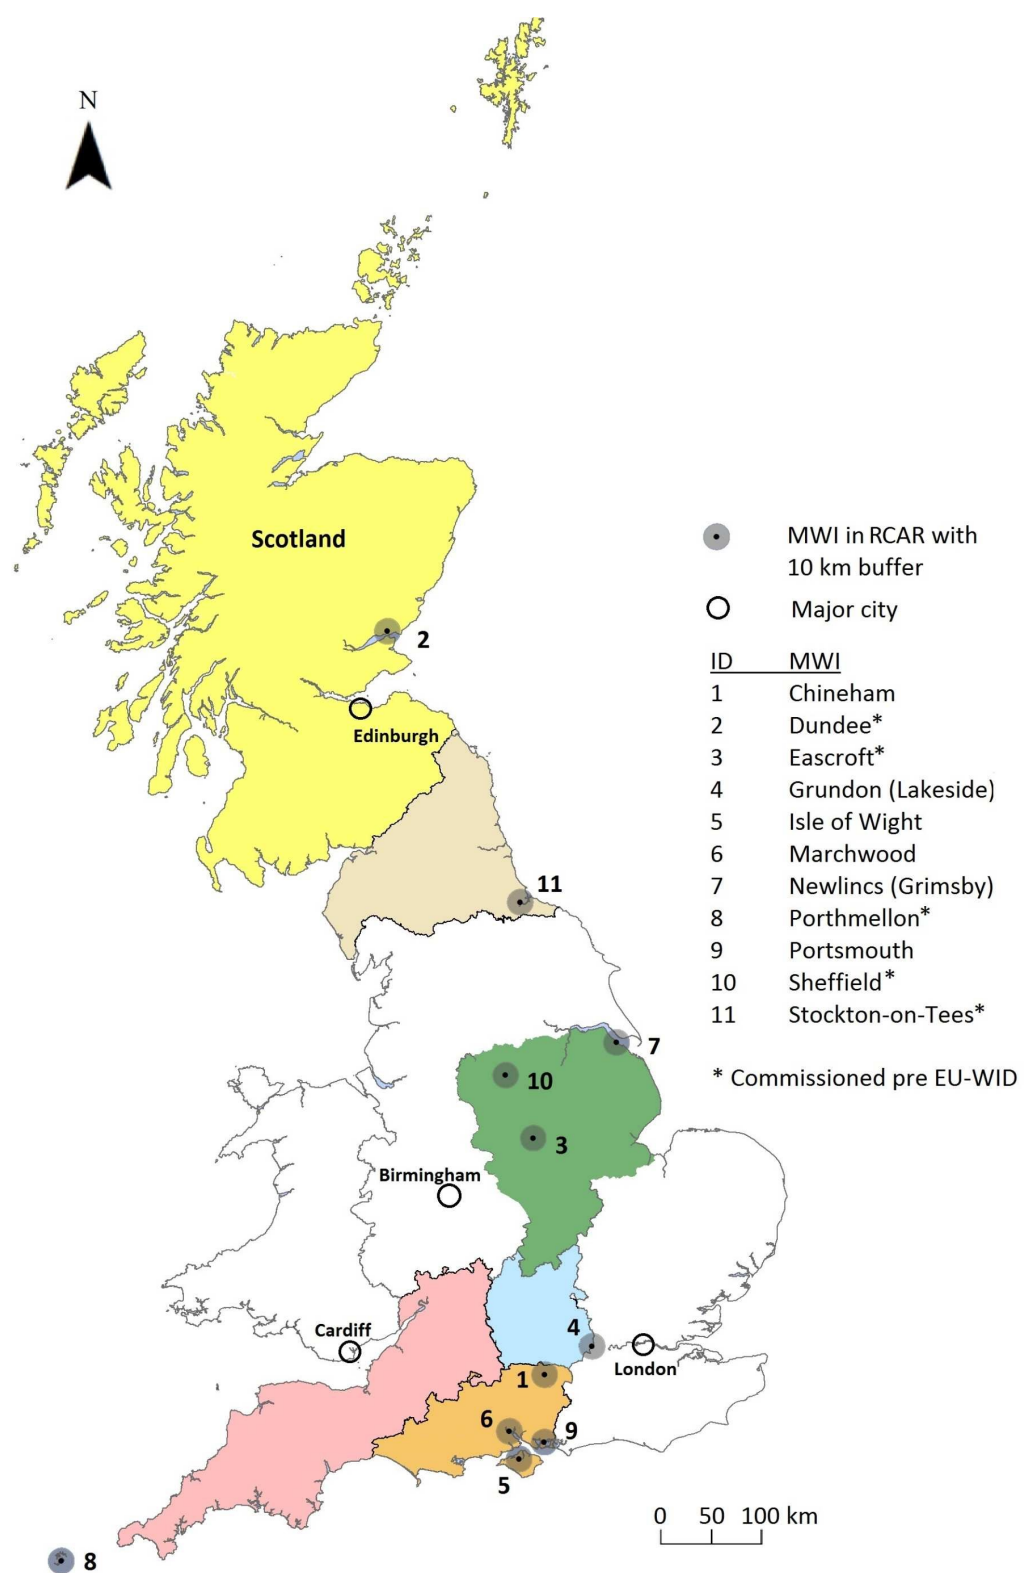 N
Scotland
2
Edinburgh
11
7
10
3
Birmingham
4
Cardiff
London
1
6
9
5
8
MWI in RCAR with
10 km buffer
Major city
ID MWI
1 Chineham
2 Dundee*
3 Eascroft*
4 Grundon (Lakeside)
5 Isle of Wight
6 Marchwood
7 Newlincs (Grimsby)
8 Porthmellon*
9 Portsmouth
10 Sheffield*
11 Stockton-on-Tees*
* Commissioned pre EU-WID
0 50 100 km